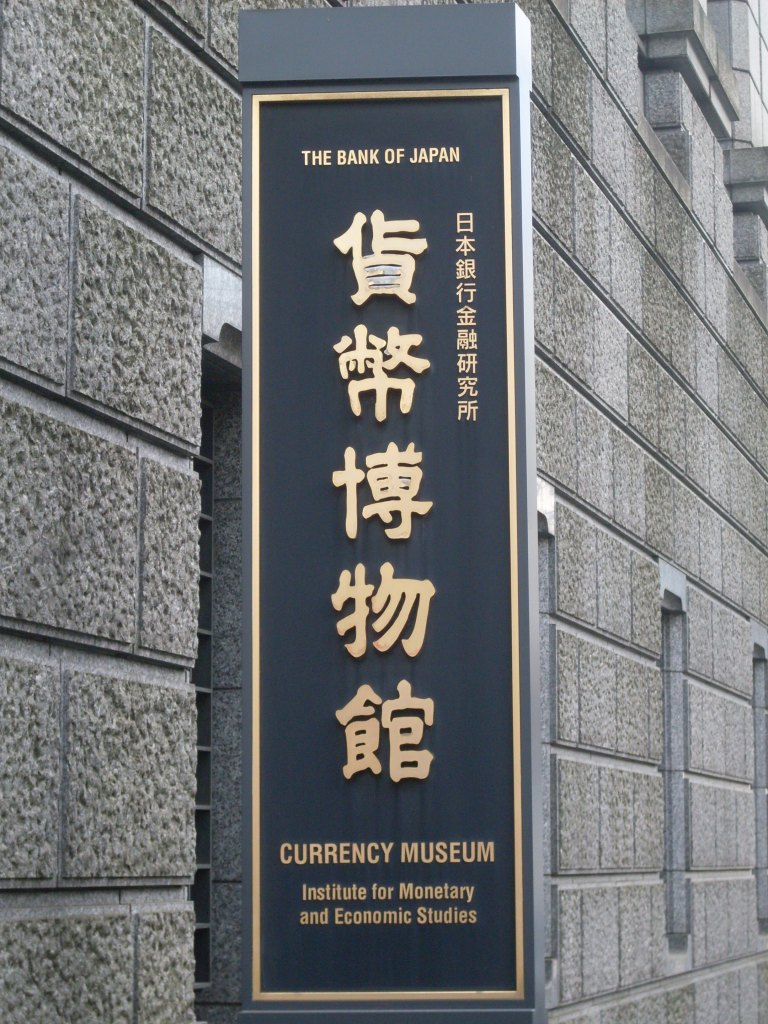 THE BANK OF JAPAN
日本銀行金融研究所
貨幣博物館
CURRENCY MUSEUM
Institute for Monetary
and Economic Studies